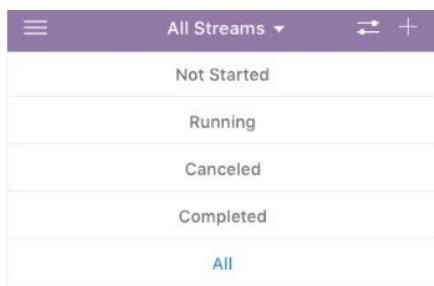 All Streams
Not Started
Running
Canceled
Completed
All